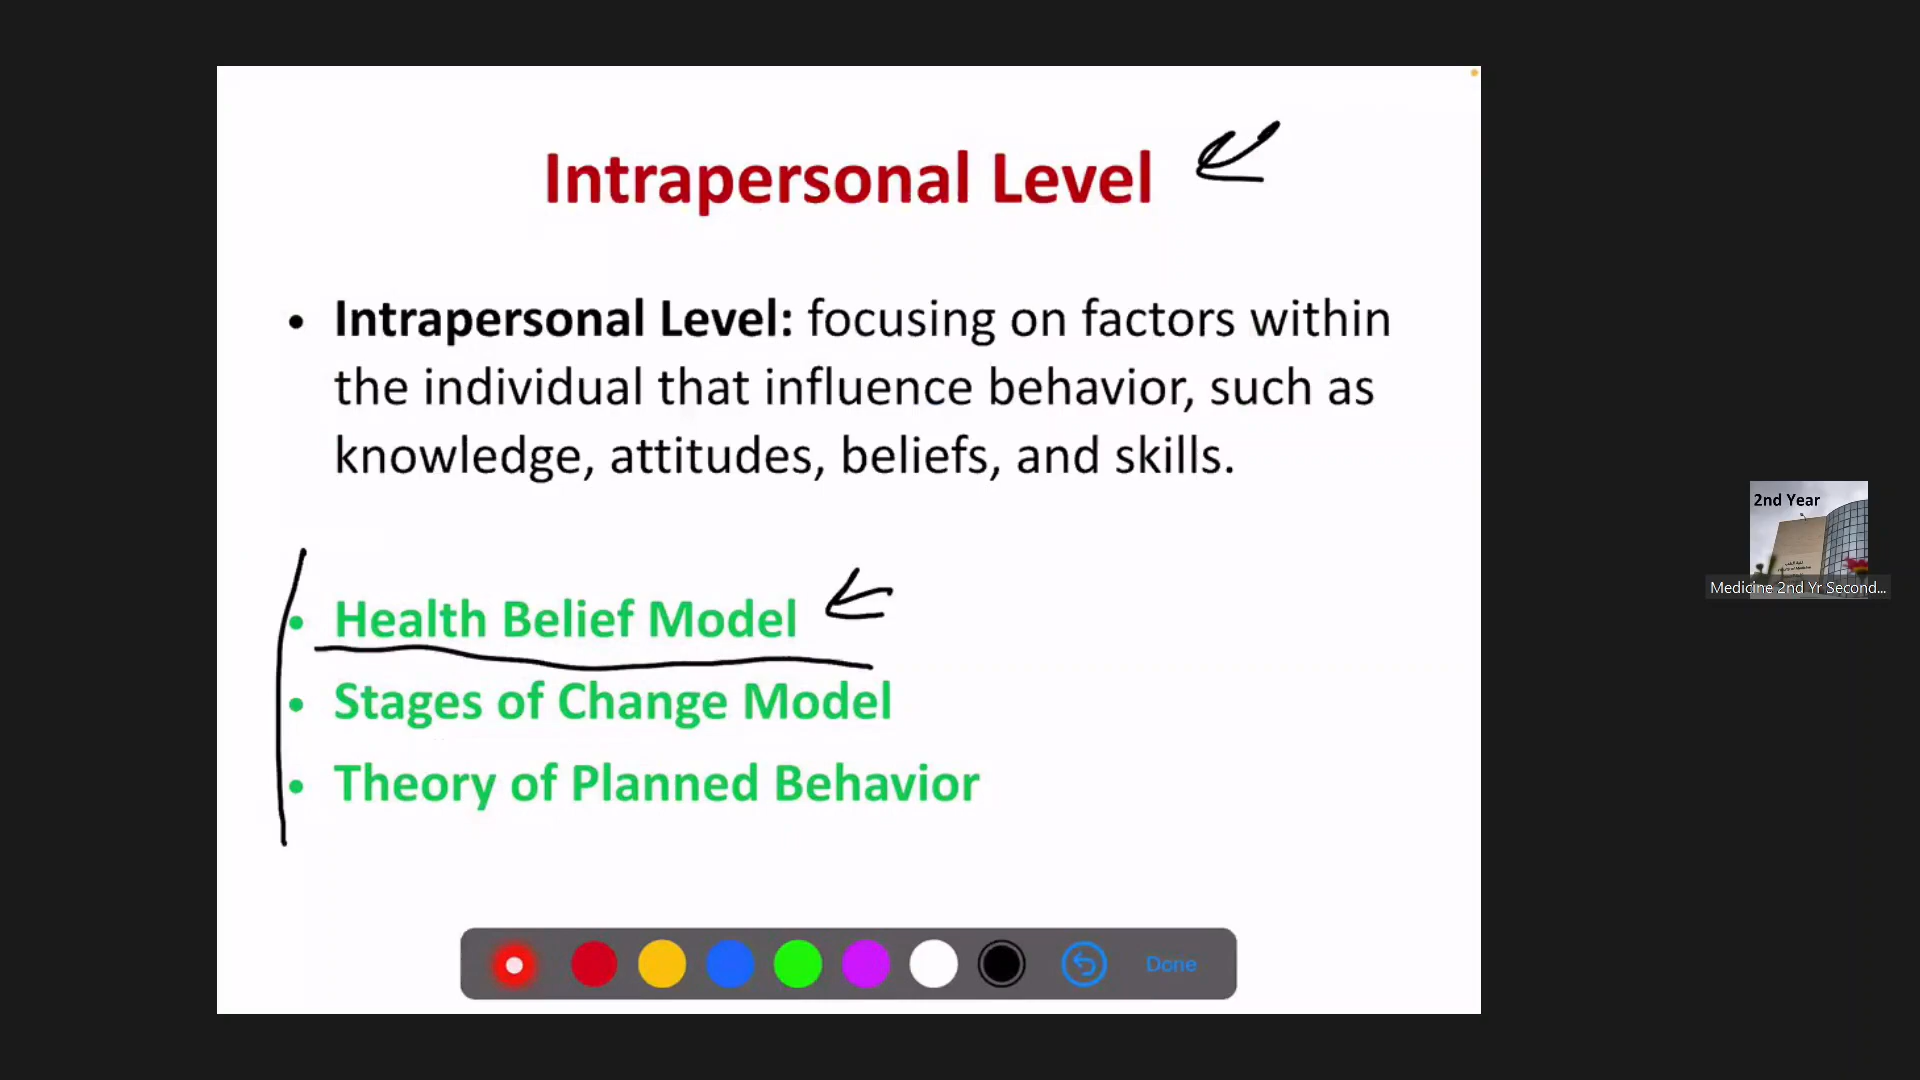 Intrapersonal Level
• Intrapersonal Level: focusing on factors within
the individual that influence behavior, such as
knowledge, attitudes, beliefs, and skills.
• Health Belief Model
• Stages of Change Model
• Theory of Planned Behavior
Done
2nd Year
Medicine 2nd Yr Second...